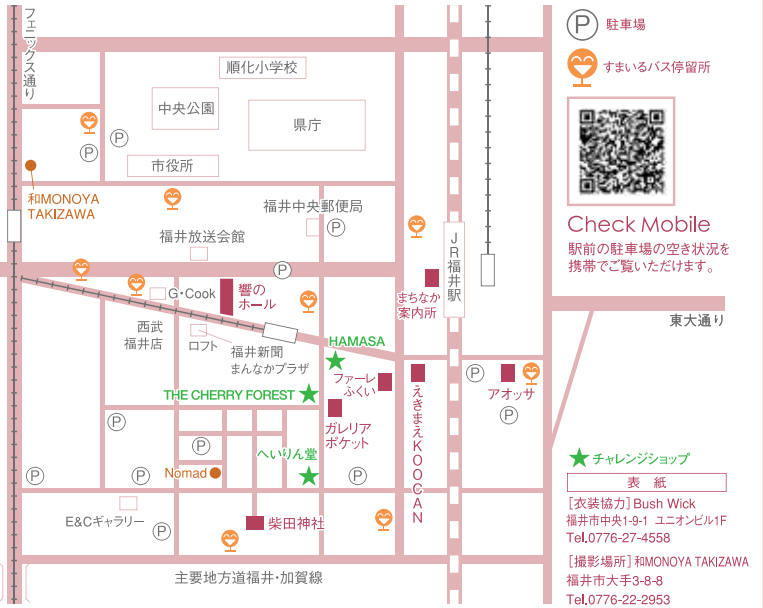 フェニックス通り
順化小学校
中央公園
県庁
市役所
P
P
和MONOYA
TAKIZAWA
福井中央郵便局
P
福井放送会館
P
JR福井駅
まちなか
案内所
G・Cook
響の
ホール
西武
福井店
ロフト
福井新聞
まんなかプラザ
HAMASA
ファーレ
ふくい
THE CHERRY FOREST
ガレリア
ポケット
えきまえKOOCAN
P
アオッサ
P
P
P
へいりん堂
Nomad
P
P
P
E&Cギャラリー
P
柴田神社
主要地方道福井・加賀線
P 駐車場
すまいるバス停留所
Check Mobile
駅前の駐車場の空き状況を
携帯でご覧いただけます。
東大通り
チャレンジショップ
表 紙
[衣装協力] Bush Wick
福井市中央1-9-1 ユニオンビル1F
Tel.0776-27-4558
[撮影場所] 和MONOYA TAKIZAWA
福井市大手3-8-8
Tel.0776-22-2953